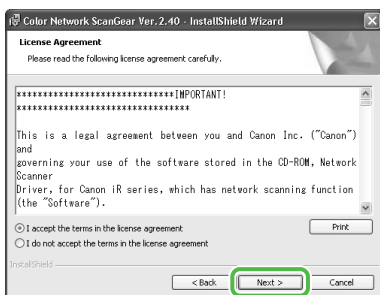 Color Network ScanGear Ver.2.40 - InstallShield Wizard
License Agreement
Please read the following license agreement carefully.
******************************IMPORTANT!
*********************************
This is a legal agreement between you and Canon Inc. ("Canon")
and
governing your use of the software stored in the CD-ROM, Network
Scanner
Driver, for Canon iR series, which has network scanning function
(the "Software").
I accept the terms in the license agreement
Print
I do not accept the terms in the license agreement
InstallShield
< Back
Next >
Cancel